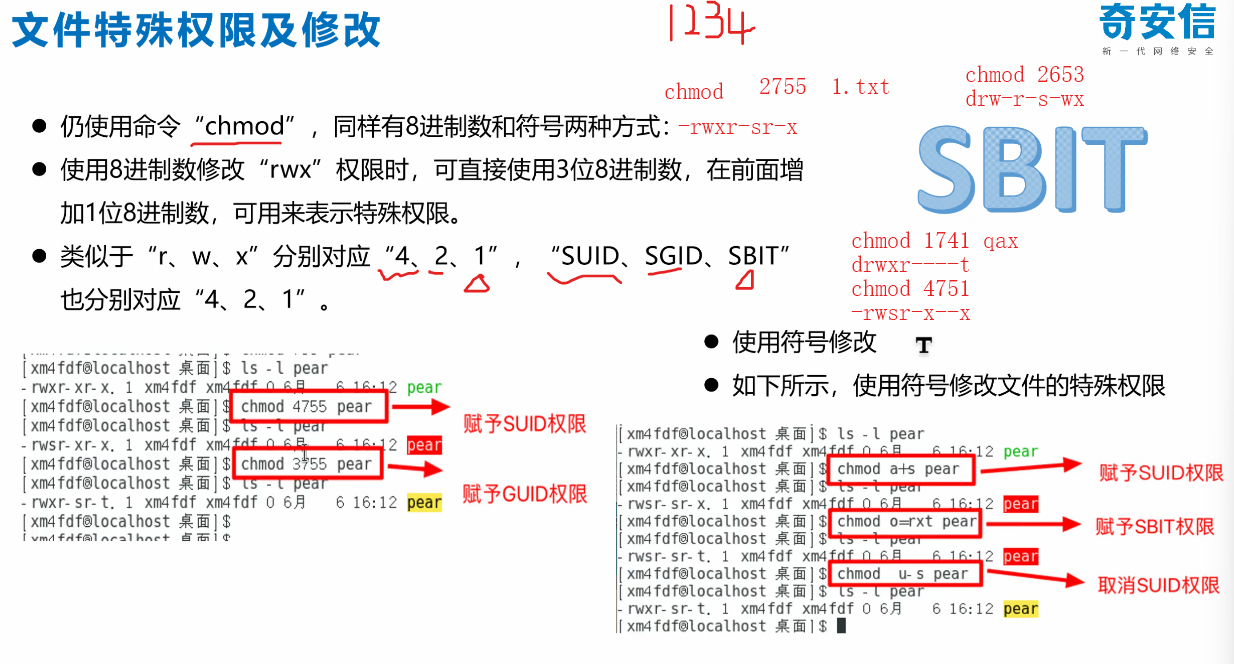 文件特殊权限及修改
1234
奇安信
新一代网络安全
chmod 2755 1.txt
chmod 2653
drw-r-s-wx
● 仍使用命令“chmod”，同样有8进制数和符号两种方式：
-rwxr-sr-x
● 使用8进制数修改“rwx”权限时，可直接使用3位8进制数，在前面增
加1位8进制数，可用来表示特殊权限。
SBIT
● 类似于“r、w、x”分别对应“4、2、1”，“SUID、SGID、SBIT”
也分别对应“4、2、1”。
chmod 1741 qax
drwxr----t
chmod 4751
-rwsr-x--x
● 使用符号修改
● 如下所示，使用符号修改文件的特殊权限
[xm4fdf@localhost 桌面]$ ls -l pear
-rwxr-xr-x. 1 xm4fdf xm4fdf 0 6月 6 16:12 pear
[xm4fdf@localhost 桌面]$ chmod 4755 pear
赋予SUID权限
[xm4fdf@localhost 桌面]$ ls -l pear
-rwsr-xr-x. 1 xm4fdf xm4fdf 0 6月 6 16:12 pear
[xm4fdf@localhost 桌面]$ chmod 3755 pear
赋予GUID权限
[xm4fdf@localhost 桌面]$ ls -l pear
-rwxr-sr-t. 1 xm4fdf xm4fdf 0 6月 6 16:12 pear
[xm4fdf@localhost 桌面]$
[xm4fdf@localhost 桌面]$
[xm4fdf@localhost 桌面]$ ls -l pear
-rwxr-xr-x. 1 xm4fdf xm4fdf 0 6月 6 16:12 pear
[xm4fdf@localhost 桌面]$ chmod a+s pear
赋予SUID权限
[xm4fdf@localhost 桌面]$ ls -l pear
-rwsr-sr-x. 1 xm4fdf xm4fdf 0 6月 6 16:12 pear
[xm4fdf@localhost 桌面]$ chmod o=rxt pear
赋予SBIT权限
[xm4fdf@localhost 桌面]$ ls -l pear
-rwsr-sr-t. 1 xm4fdf xm4fdf 0 6月 6 16:12 pear
[xm4fdf@localhost 桌面]$ chmod u-s pear
取消SUID权限
[xm4fdf@localhost 桌面]$ ls -l pear
-rwxr-sr-t. 1 xm4fdf xm4fdf 0 6月 6 16:12 pear
[xm4fdf@localhost 桌面]$